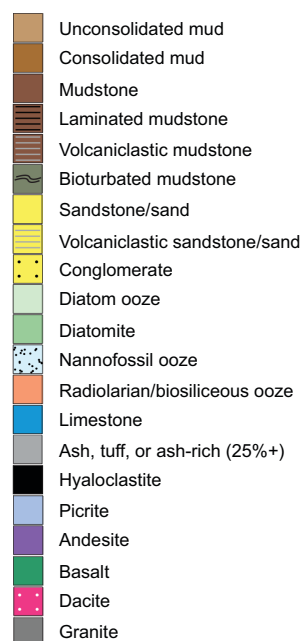 Unconsolidated mud
Consolidated mud
Mudstone
Laminated mudstone
Volcaniclastic mudstone
Bioturbated mudstone
Sandstone/sand
Volcaniclastic sandstone/sand
Conglomerate
Diatom ooze
Diatomite
Nannofossil ooze
Radiolarian/biosiliceous ooze
Limestone
Ash, tuff, or ash-rich (25%+)
Hyaloclastite
Picrite
Andesite
Basalt
Dacite
Granite